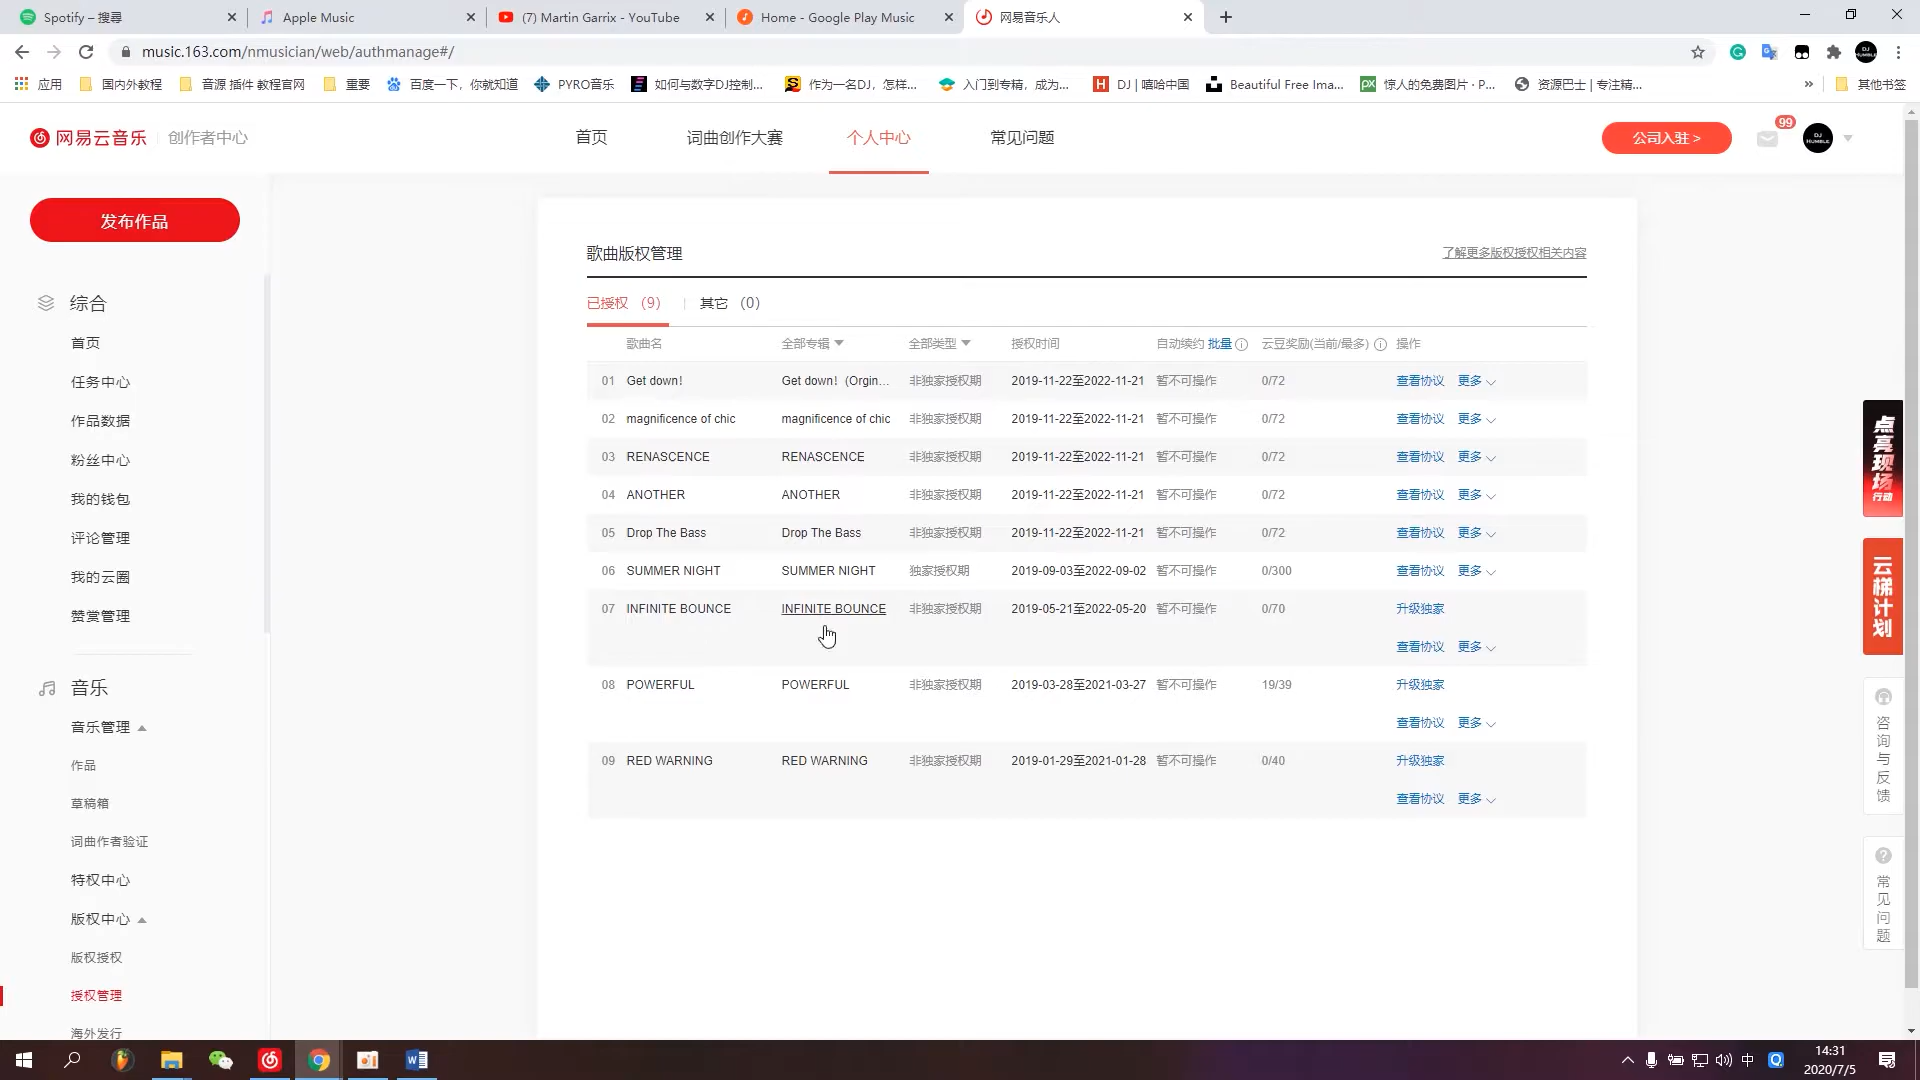 Spotify – 搜尋
Apple Music
(7) Martin Garrix - YouTube
Home - Google Play Music
网易音乐人
music.163.com/nmusician/web/authmanage#/
应用
国内外教程
音源 插件 教程官网
重要
百度一下，你就知道
PYRO音乐
如何与数字DJ控制...
作为一名DJ，怎样...
入门到专精，成为...
DJ | 嘻哈中国
Beautiful Free Ima...
惊人的免费图片 · P...
资源巴士 | 专注精...
其他书签
网易云音乐
创作者中心
首页
词曲创作大赛
个人中心
常见问题
公司入驻 >
99
发布作品
综合
首页
任务中心
作品数据
粉丝中心
我的钱包
评论管理
我的云圈
赞赏管理
音乐
音乐管理
作品
草稿箱
词曲作者验证
特权中心
版权中心
版权授权
授权管理
海外发行
歌曲版权管理
了解更多版权授权相关内容
已授权 （9） | 其它 （0）
歌曲名 全部专辑 全部类型 授权时间 自动续约 批量 云豆奖励(当前/最多) 操作
01 Get down！ Get down！(Orgin... 非独家授权期 2019-11-22至2022-11-21 暂不可操作 0/72 查看协议 更多
02 magnificence of chic magnificence of chic 非独家授权期 2019-11-22至2022-11-21 暂不可操作 0/72 查看协议 更多
03 RENASCENCE RENASCENCE 非独家授权期 2019-11-22至2022-11-21 暂不可操作 0/72 查看协议 更多
04 ANOTHER ANOTHER 非独家授权期 2019-11-22至2022-11-21 暂不可操作 0/72 查看协议 更多
05 Drop The Bass Drop The Bass 非独家授权期 2019-11-22至2022-11-21 暂不可操作 0/72 查看协议 更多
06 SUMMER NIGHT SUMMER NIGHT 独家授权期 2019-09-03至2022-09-02 暂不可操作 0/300 查看协议 更多
07 INFINITE BOUNCE INFINITE BOUNCE 非独家授权期 2019-05-21至2022-05-20 暂不可操作 0/70 升级独家
查看协议 更多
08 POWERFUL POWERFUL 非独家授权期 2019-03-28至2021-03-27 暂不可操作 19/39 升级独家
查看协议 更多
09 RED WARNING RED WARNING 非独家授权期 2019-01-29至2021-01-28 暂不可操作 0/40 升级独家
查看协议 更多
点亮现场
行动
云梯计划
咨询与反馈
常见问题
中
14:31
2020/7/5